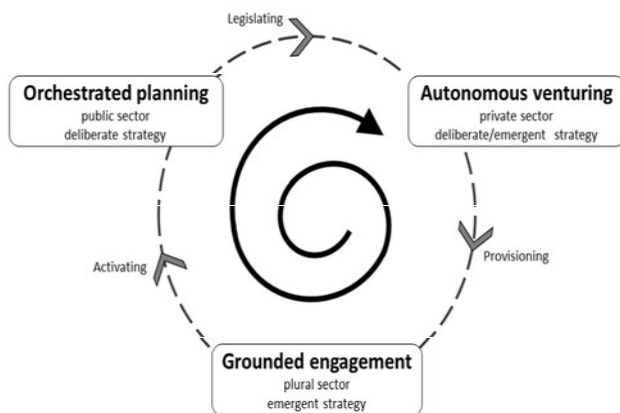 Legislating
Orchestrated planning
public sector
deliberate strategy
Autonomous venturing
private sector
deliberate/emergent strategy
Activating
Provisioning
Grounded engagement
plural sector
emergent strategy